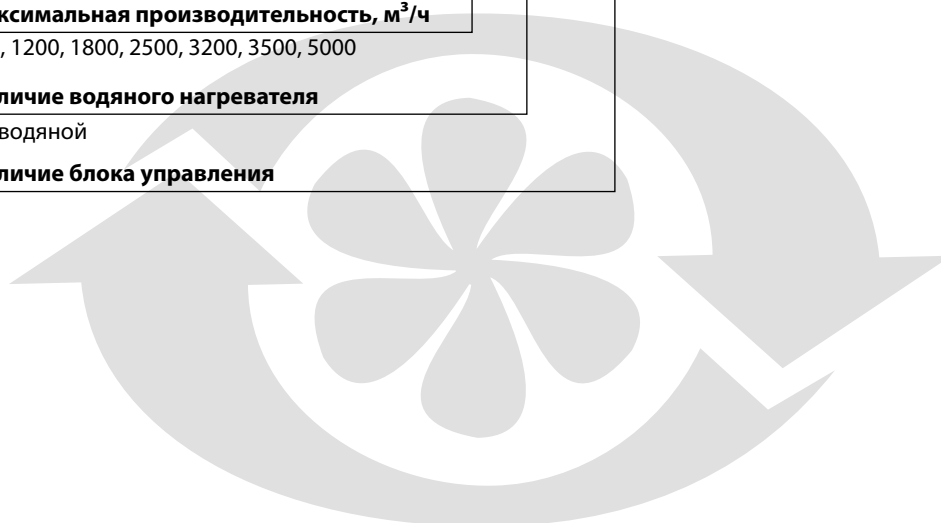 ксимальная производительность, м³/ч
, 1200, 1800, 2500, 3200, 3500, 5000
личие водяного нагревателя
водяной
личие блока управления